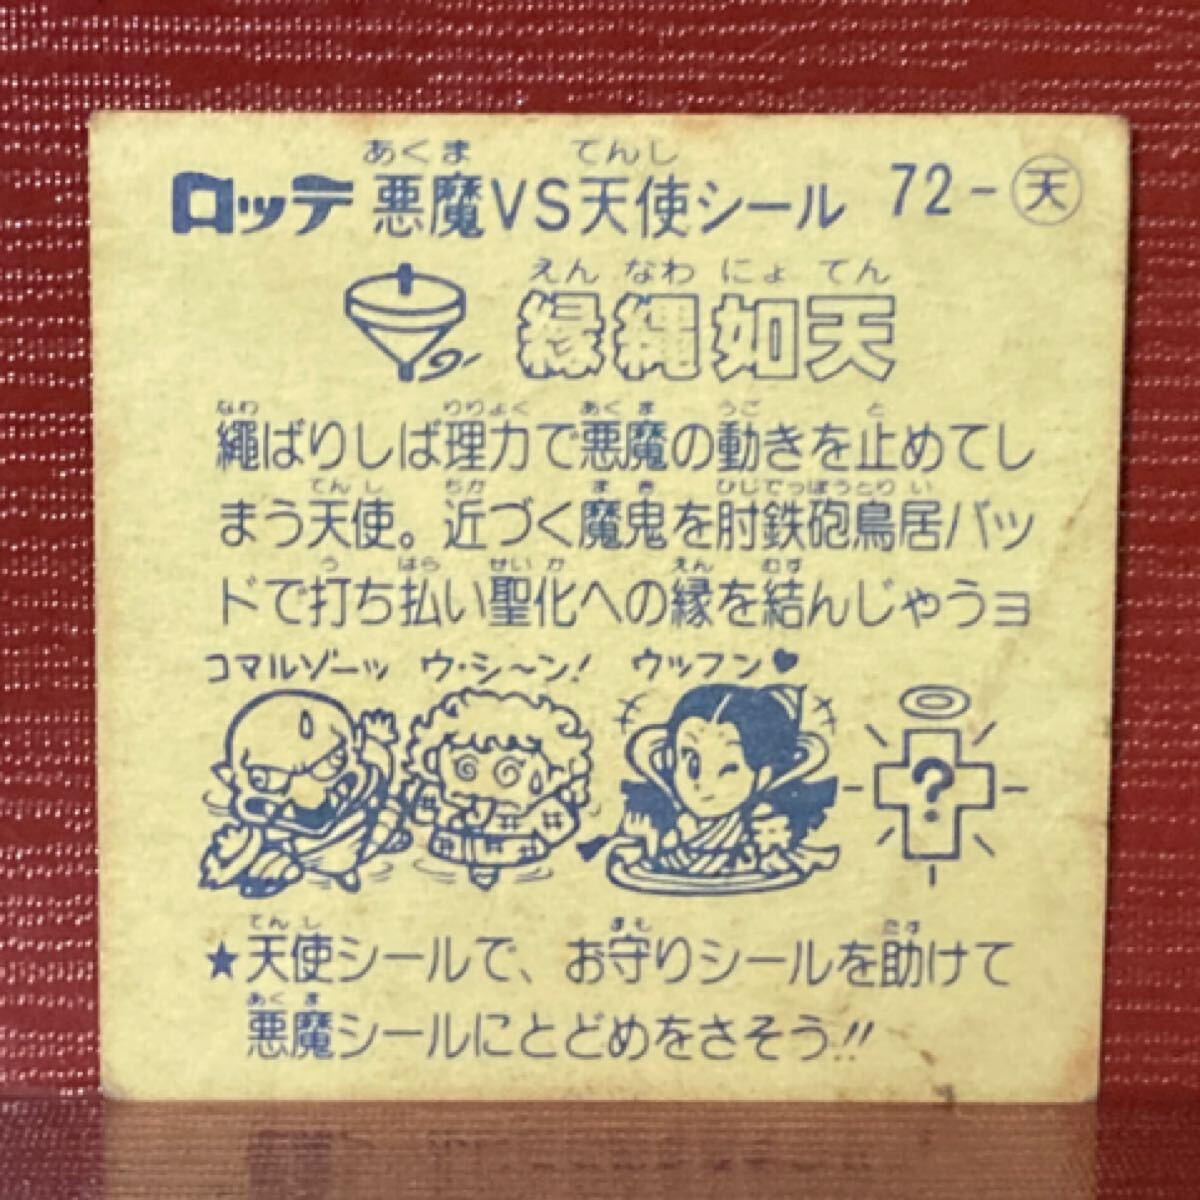 あくま てんし
ロッテ 悪魔VS天使シール 72-天
えん なわ にょ てん
縁縄如天
なわ りりょく あくま うご と
縄ばりしば理力で悪魔の動きを止めてし
てんし ちか まき ひじてっぽうとりい
まう天使。近づく魔鬼を肘鉄砲鳥居バッ
う はら せいか えん むす
ドで打ち払い聖化への縁を結んじゃうヨ
コマルゾーッ ウ・シ〜ン! ウッフン♥
?
てんし まも たす
★天使シールで、お守りシールを助けて
あくま
悪魔シールにとどめをさそう!!